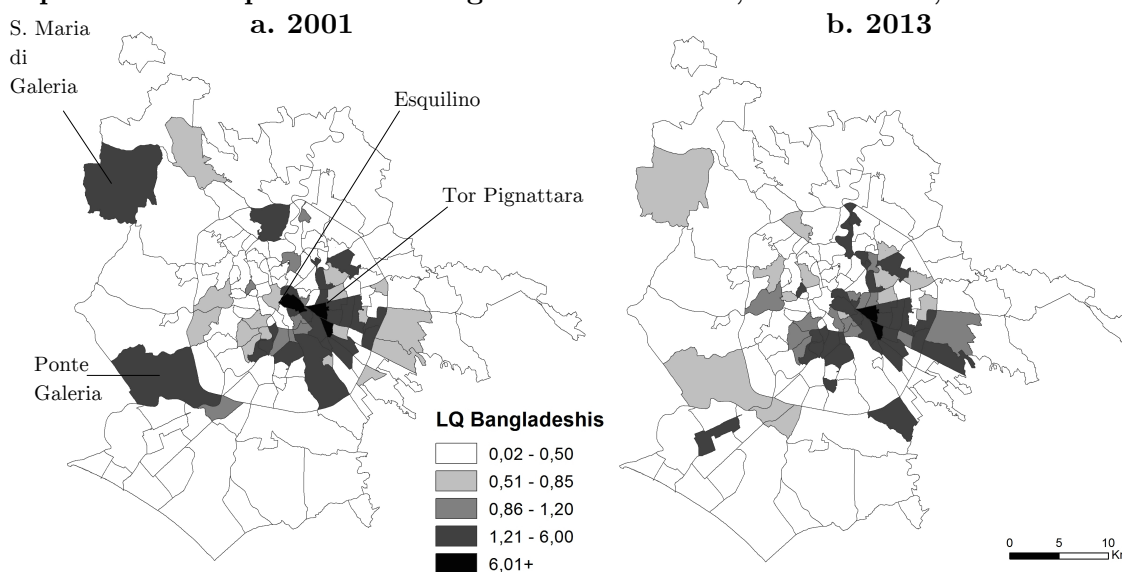 a. 2001
b. 2013
S. Maria
di
Galeria
Esquilino
Tor Pignattara
Ponte
Galeria
LQ Bangladeshis
0,02 - 0,50
0,51 - 0,85
0,86 - 1,20
1,21 - 6,00
6,01+
0 5 10
Km